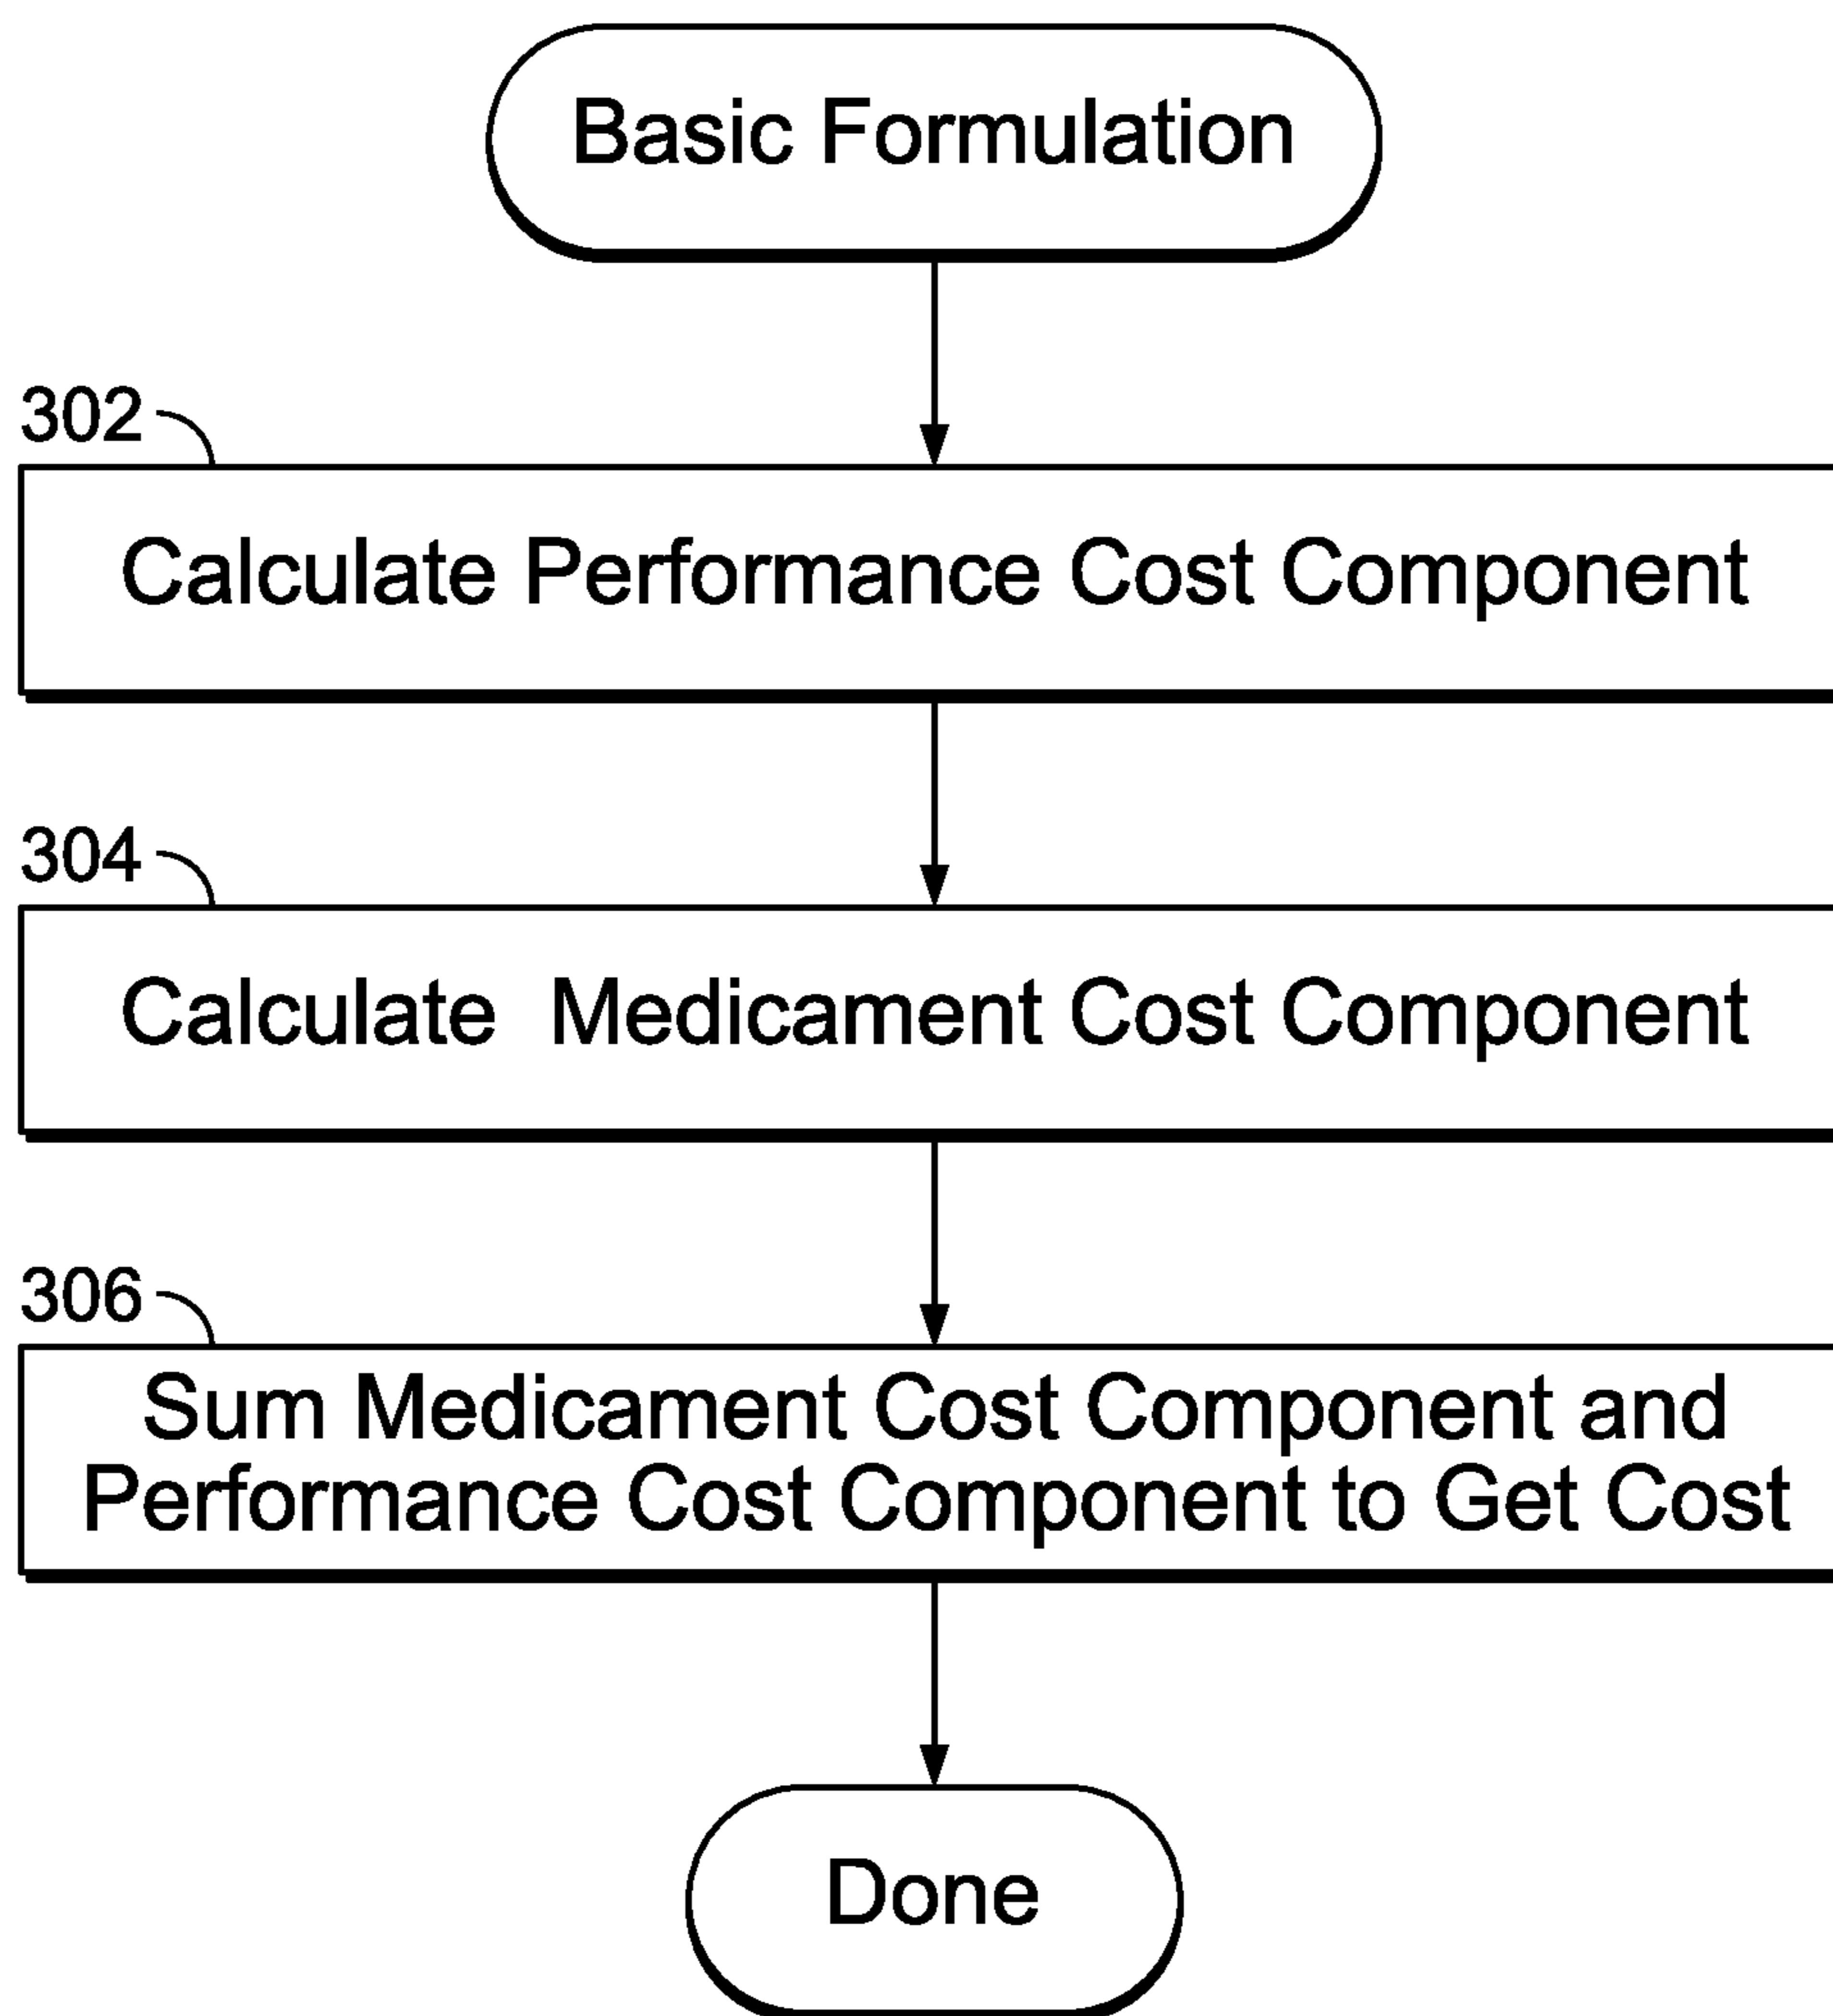 Basic Formulation
302
Calculate Performance Cost Component
304
Calculate Medicament Cost Component
306
Sum Medicament Cost Component and
Performance Cost Component to Get Cost
Done